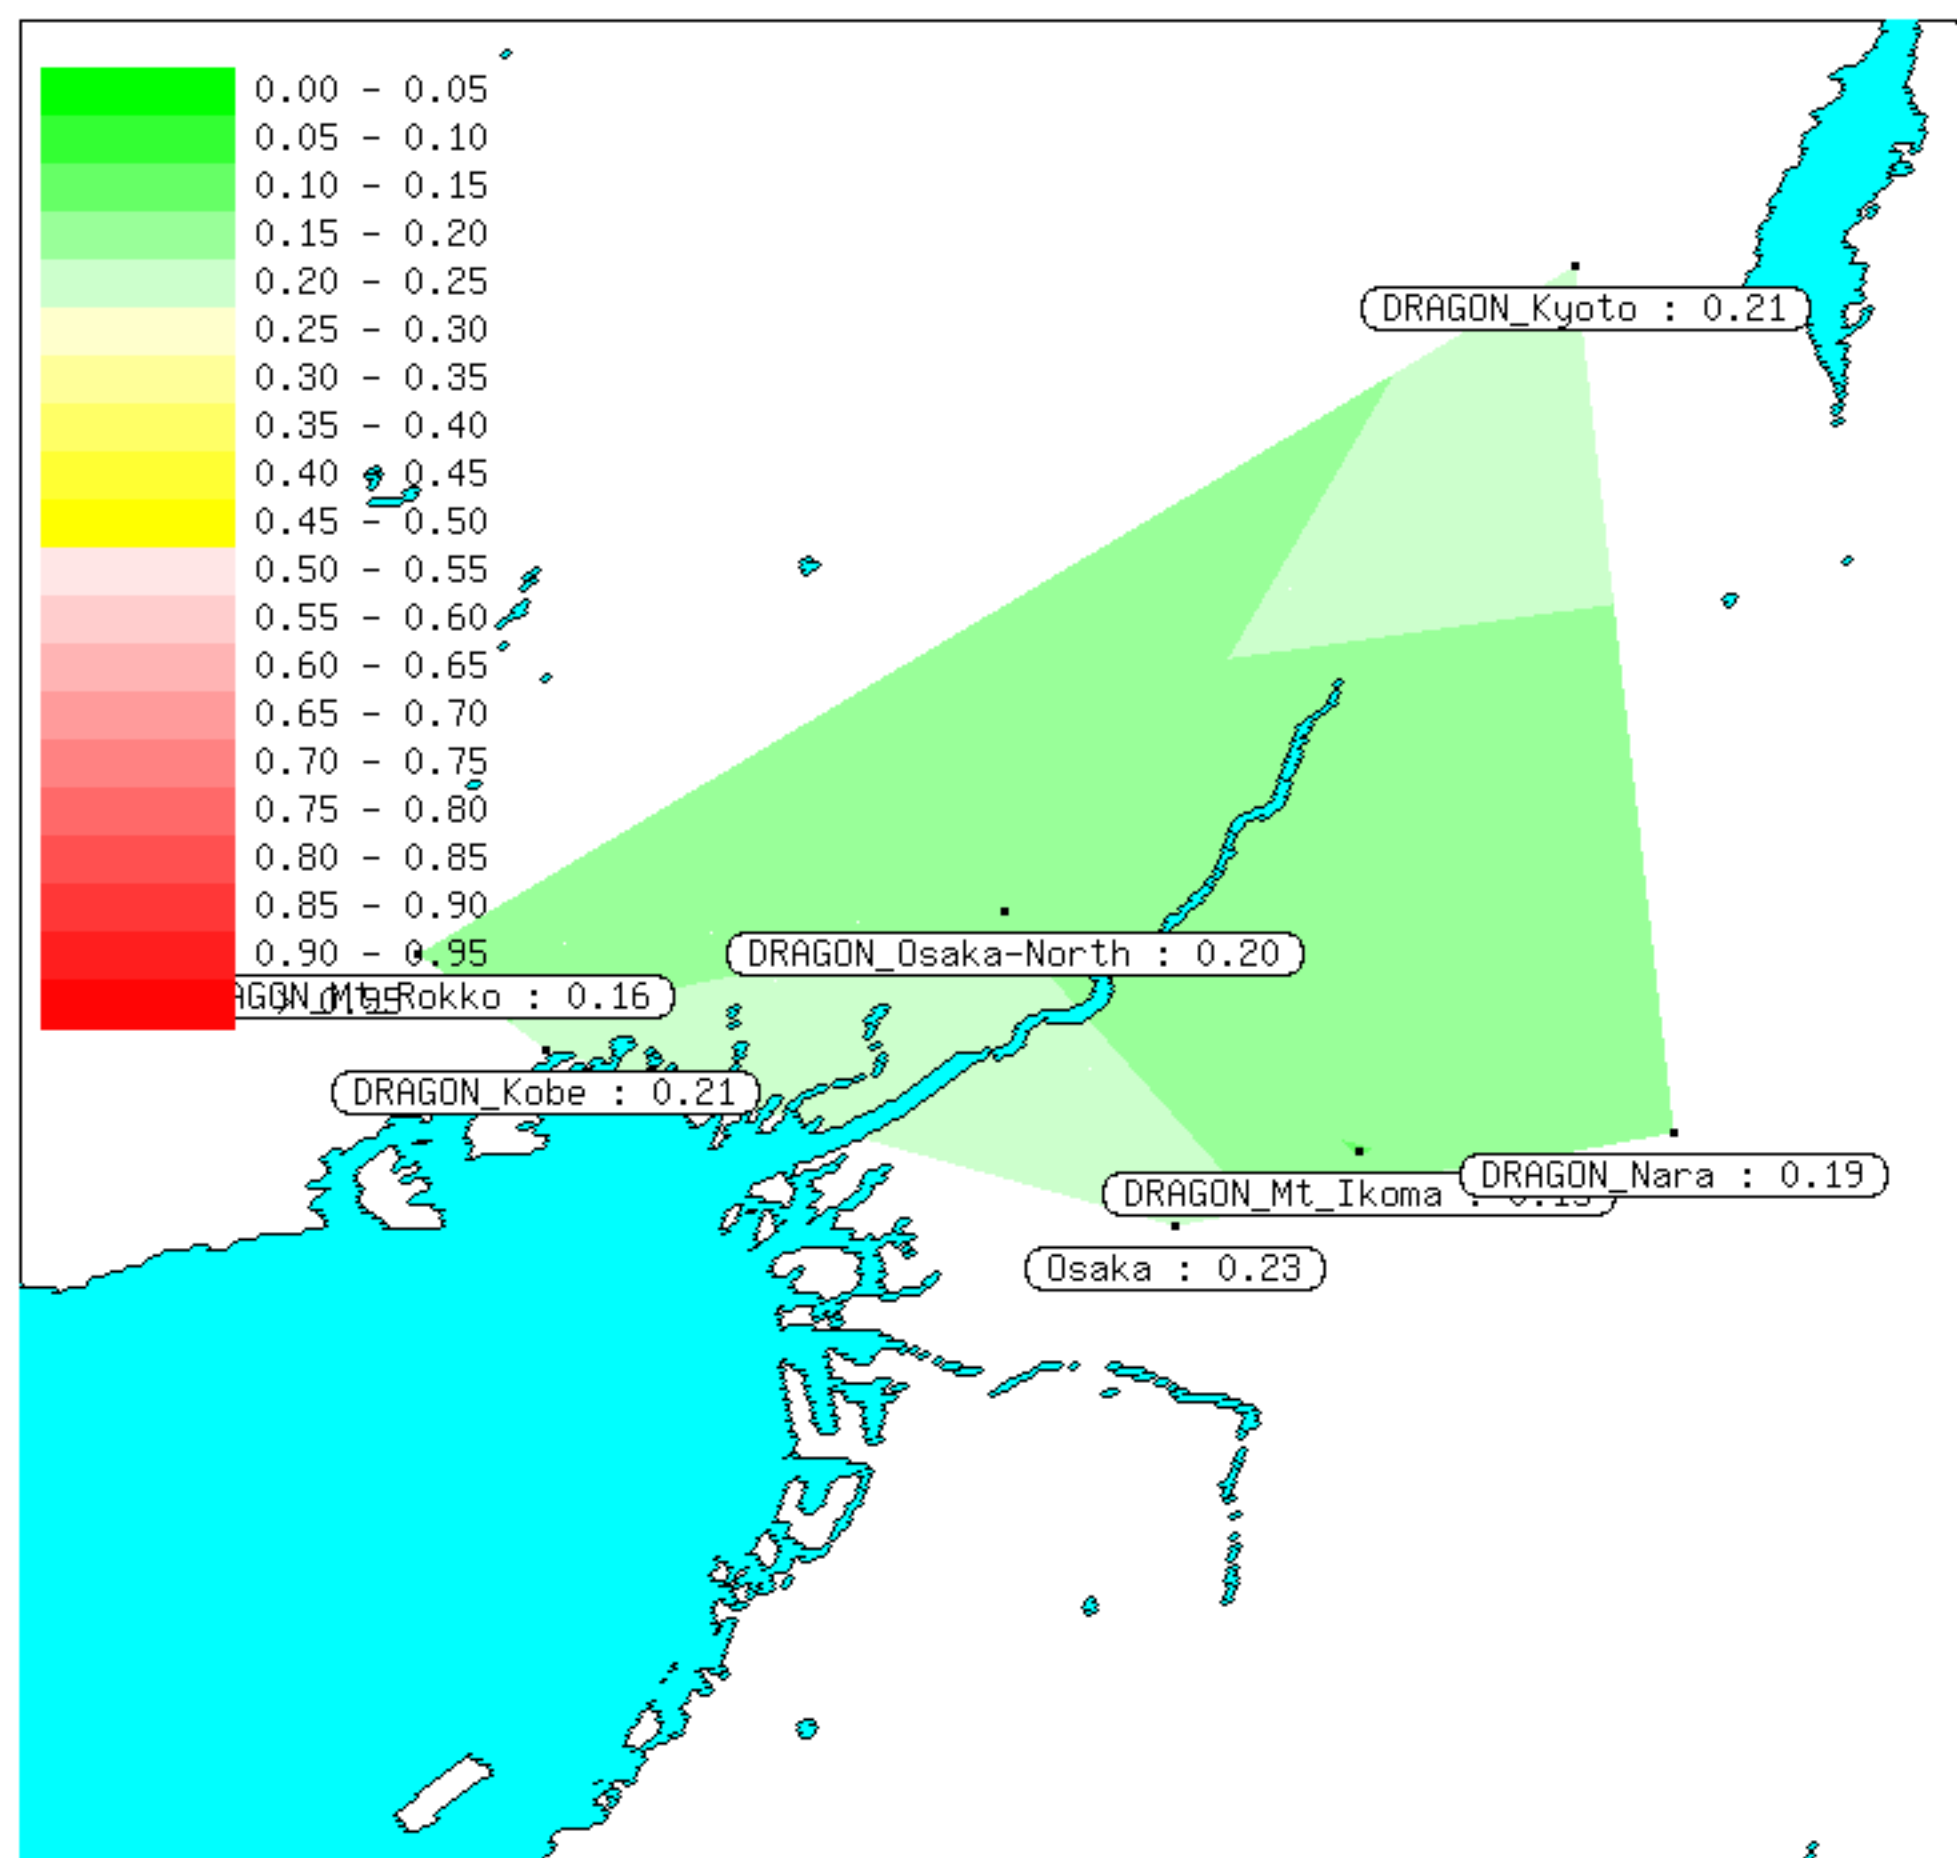 0.00 - 0.05
0.05 - 0.10
0.10 - 0.15
0.15 - 0.20
0.20 - 0.25
0.25 - 0.30
0.30 - 0.35
0.35 - 0.40
0.40 - 0.45
0.45 - 0.50
0.50 - 0.55
0.55 - 0.60
0.60 - 0.65
0.65 - 0.70
0.70 - 0.75
0.75 - 0.80
0.80 - 0.85
0.85 - 0.90
0.90 - 0.95
DRAGON_Kyoto : 0.21
DRAGON_Osaka-North : 0.20
AGON_Mt_Rokko : 0.16
DRAGON_Kobe : 0.21
DRAGON_Nara : 0.19
DRAGON_Mt_Ikoma :
Osaka : 0.23